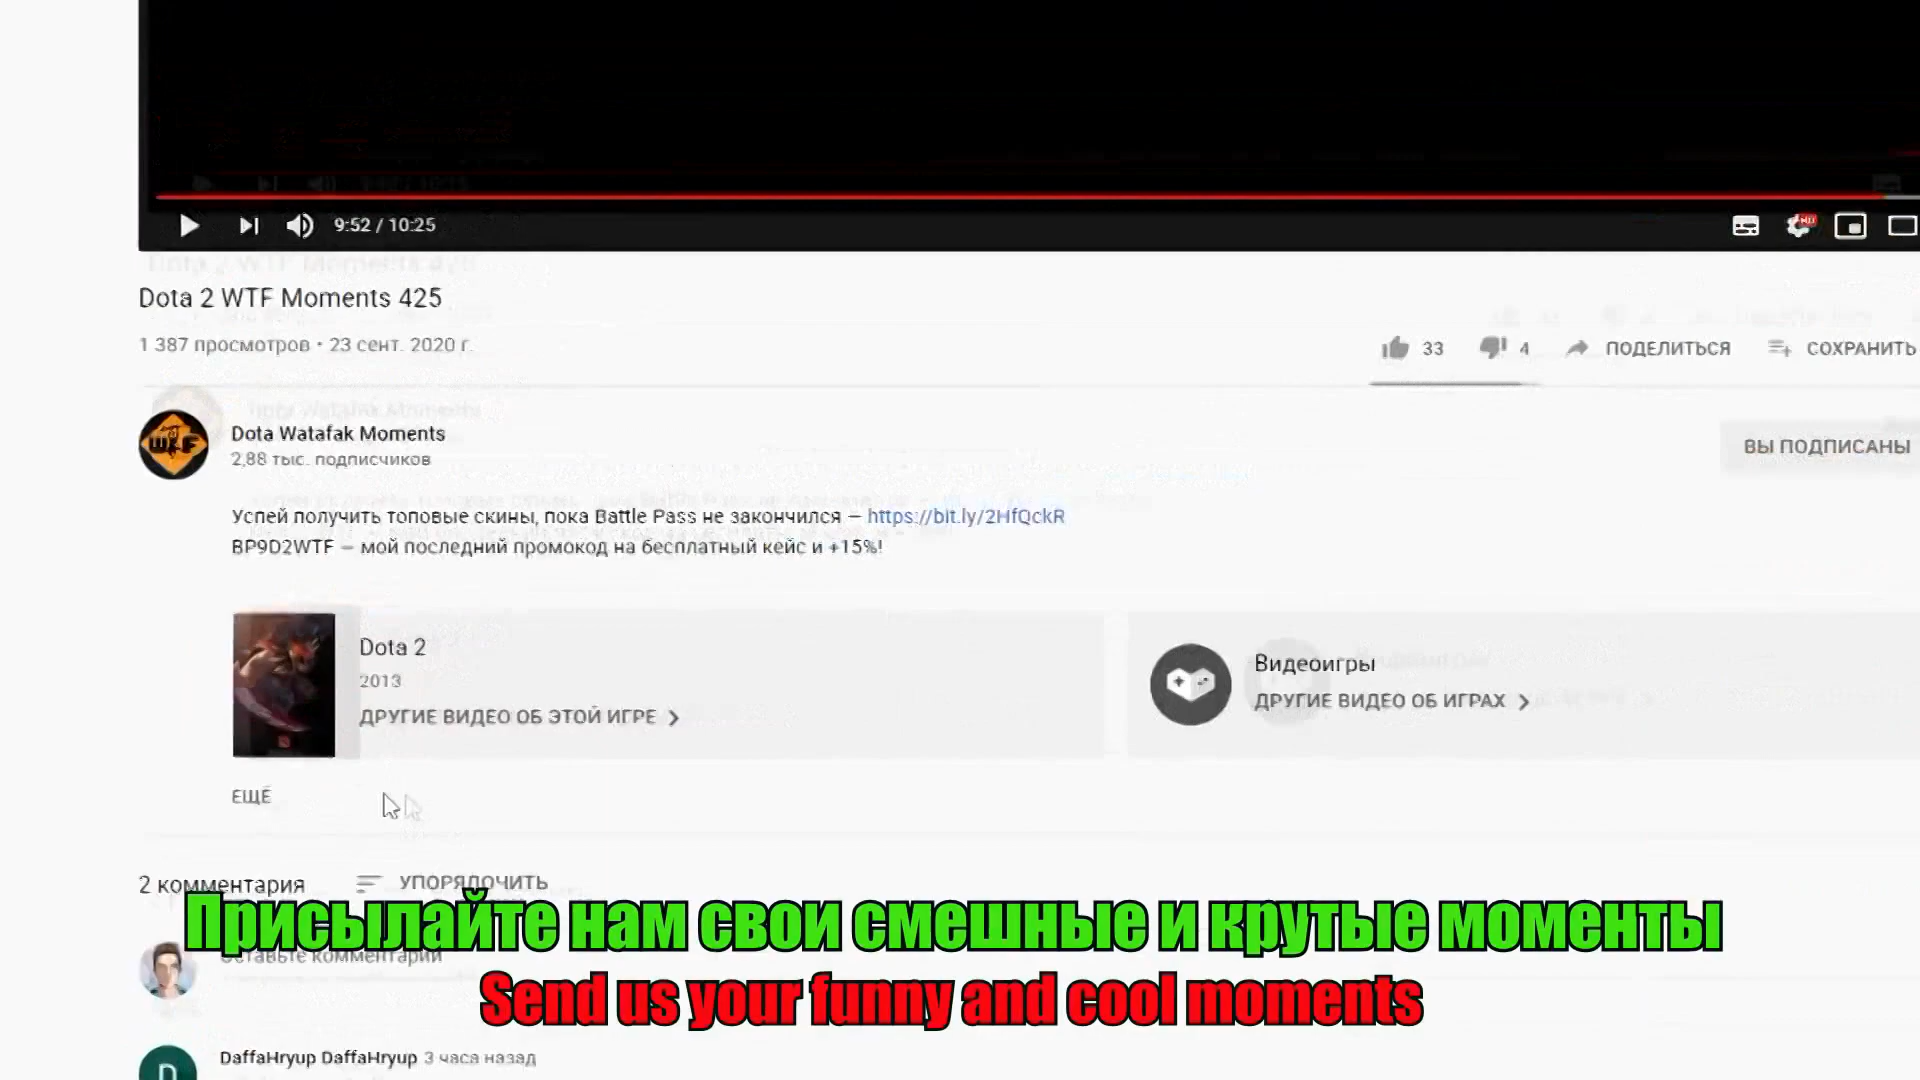 9:52 / 10:25
Dota 2 WTF Moments 425
1 387 просмотров • 23 сент. 2020 г.
33
4
ПОДЕЛИТЬСЯ
СОХРАНИТЬ
Dota Watafak Moments
2,88 тыс. подписчиков
ВЫ ПОДПИСАНЫ
Успей получить топовые скины, пока Battle Pass не закончился – https://bit.ly/2HfQckR
BP9D2WTF – мой последний промокод на бесплатный кейс и +15%!
Dota 2
2013
ДРУГИЕ ВИДЕО ОБ ЭТОЙ ИГРЕ
Видеоигры
ДРУГИЕ ВИДЕО ОБ ИГРАХ
ЕЩЁ
2 комментария
УПОРЯДОЧИТЬ
Присылайте нам свои смешные и крутые моменты
Оставьте комментарий
Send us your funny and cool moments
D
DaffaHryup DaffaHryup 3 часа назад